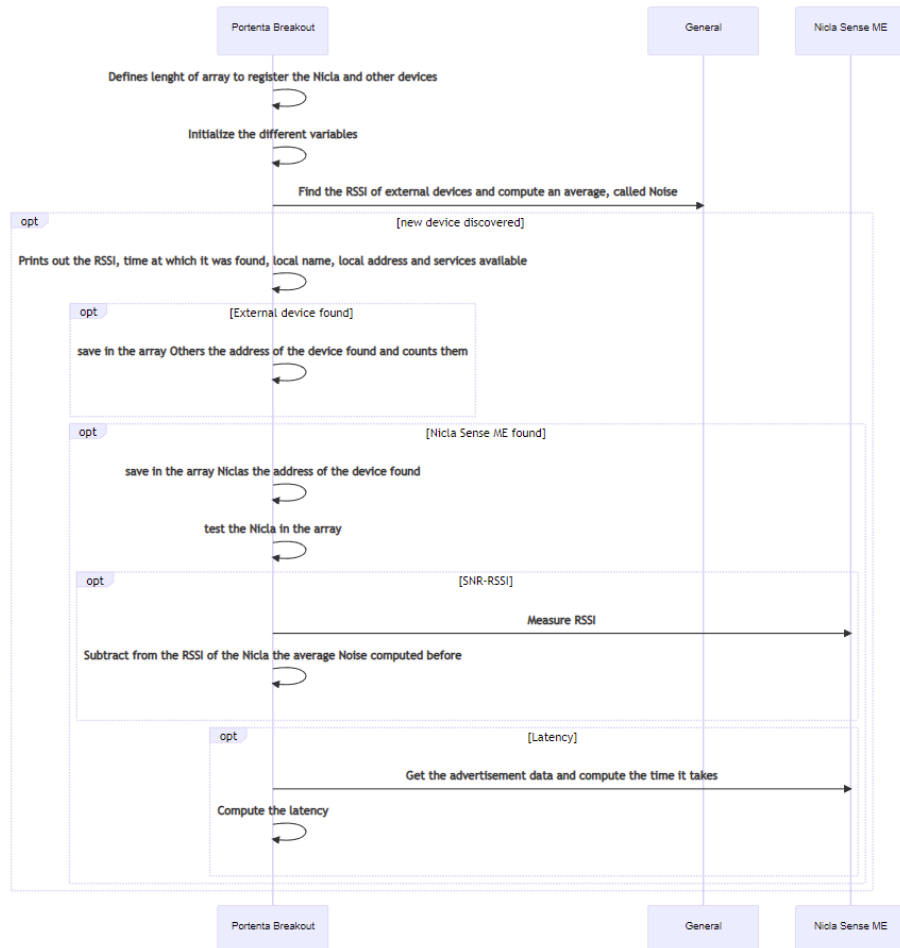 Portenta Breakout
General
Nicla Sense ME
Defines lenght of array to register the Nicla and other devices
Initialize the different variables
Find the RSSI of external devices and compute an average, called Noise
opt
[new device discovered]
Prints out the RSSI, time at which it was found, local name, local address and services available
opt
[External device found]
save in the array Others the address of the device found and counts them
opt
[Nicla Sense ME found]
save in the array Niclas the address of the device found
test the Nicla in the array
opt
[SNR-RSSI]
Measure RSSI
Subtract from the RSSI of the Nicla the average Noise computed before
opt
[Latency]
Get the advertisement data and compute the time it takes
Compute the latency
Portenta Breakout
General
Nicla Sense ME